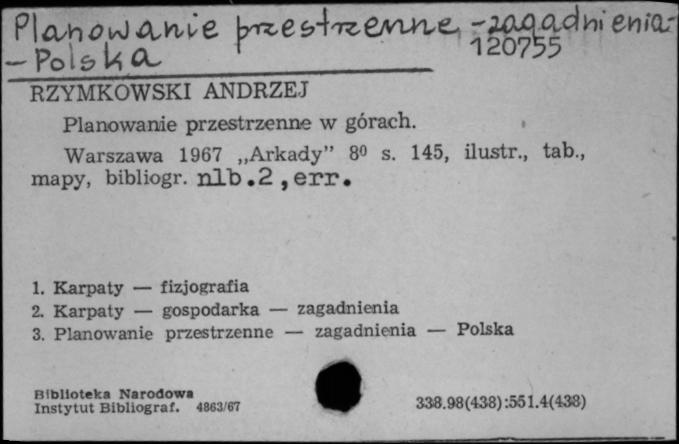 Planowanie przestrzenne - zagadnienia -
- Polska
120755
RZYMKOWSKI ANDRZEJ
Planowanie przestrzenne w górach.
Warszawa 1967 „Arkady” 8⁰ s. 145, ilustr., tab.,
mapy, bibliogr. nlb.2,err.
1. Karpaty — fizjografia
2. Karpaty — gospodarka — zagadnienia
3. Planowanie przestrzenne — zagadnienia — Polska
Biblioteka Narodowa
Instytut Bibliograf. 4863/67
338.98(438):551.4(438)